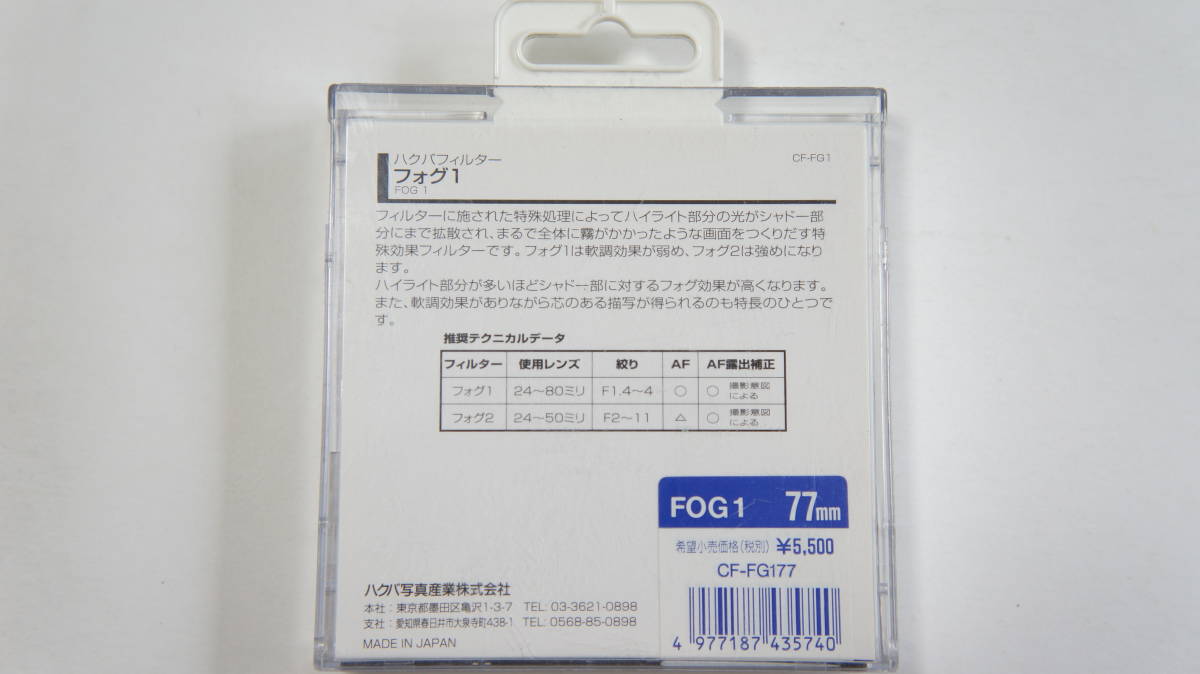 ハクバフィルター
フォグ1
FOG 1
CF-FG1
フィルターに施された特殊処理によってハイライト部分の光がシャドー部
分にまで拡散され、まるで全体に霧がかかったような画面をつくりだす特
殊効果フィルターです。フォグ1は軟調効果が弱め、フォグ2は強めになり
ます。
ハイライト部分が多いほどシャドー部に対するフォグ効果が高くなります。
また、軟調効果がありながら芯のある描写が得られるのも特長のひとつで
す。
推奨テクニカルデータ
フィルター 使用レンズ 絞り AF AF露出補正
フォグ1 24〜80ミリ F1.4〜4 ○ ○ 撮影意図による
フォグ2 24〜50ミリ F2〜11 △ ○ 撮影意図による
FOG 1 77mm
希望小売価格(税別) ¥5,500
CF-FG177
4 977187 435740
ハクバ写真産業株式会社
本社：東京都墨田区亀沢1-3-7 TEL: 03-3621-0898
支社：愛知県春日井市大泉寺町438-1 TEL: 0568-85-0898
MADE IN JAPAN